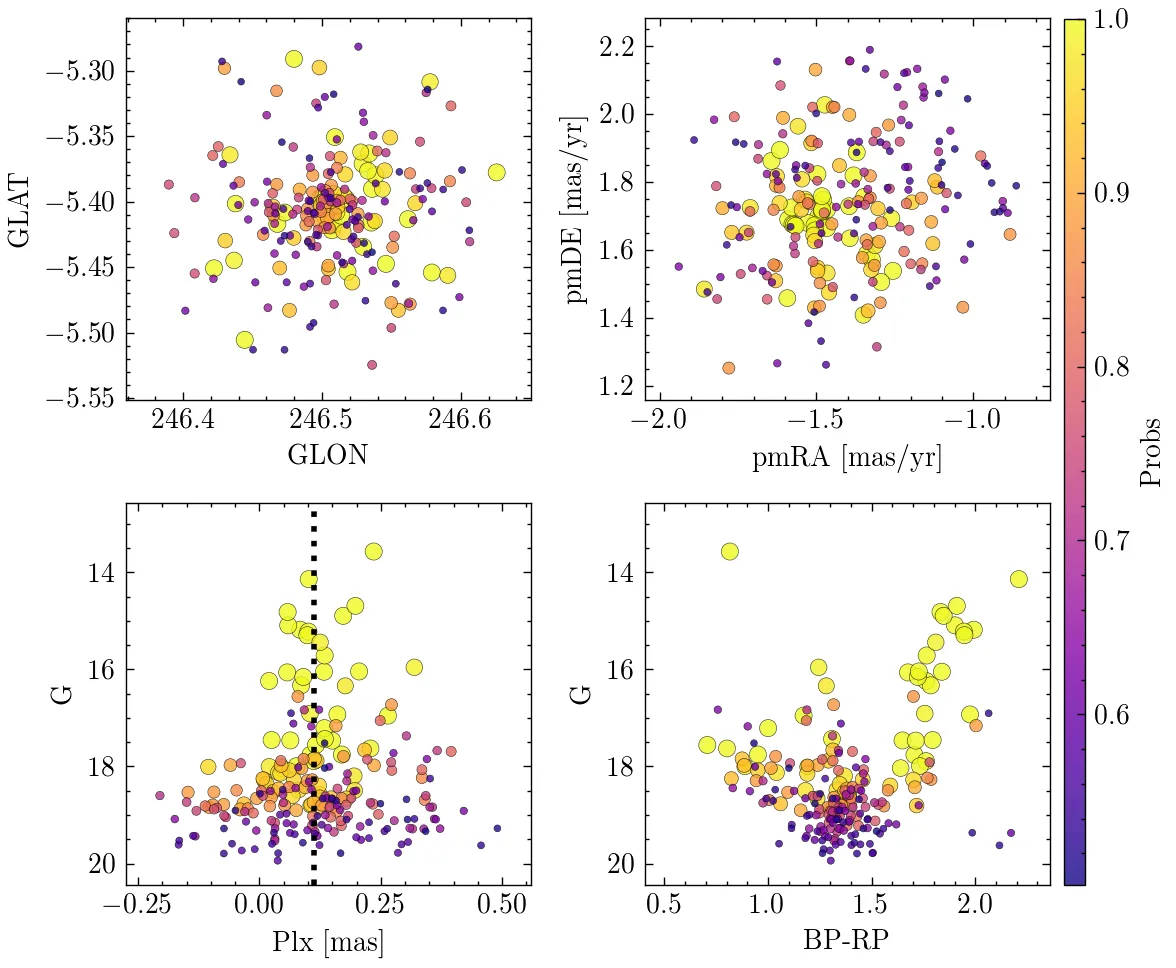 −5.30
−5.35
−5.40
−5.45
−5.50
−5.55
GLAT
246.4 246.5 246.6
GLON
2.2
2.0
1.8
1.6
1.4
1.2
pmDE [mas/yr]
−2.0 −1.5 −1.0
pmRA [mas/yr]
1.0
0.9
0.8
0.7
0.6
Probs
14
16
18
20
G
−0.25 0.00 0.25 0.50
Plx [mas]
14
16
18
20
G
0.5 1.0 1.5 2.0
BP-RP